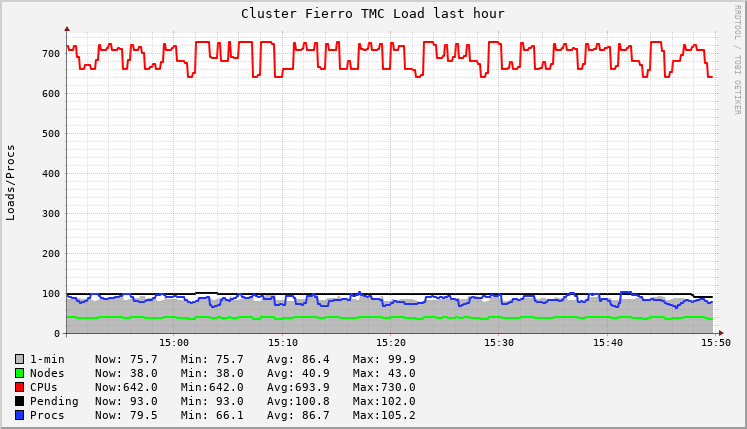 Cluster Fierro TMC Load last hour
RRDTOOL / TOBI OETIKER
Loads/Procs
700
600
500
400
300
200
100
0
15:00 15:10 15:20 15:30 15:40 15:50
1-min Now: 75.7 Min: 75.7 Avg: 86.4 Max: 99.9
Nodes Now: 38.0 Min: 38.0 Avg: 40.9 Max: 43.0
CPUs Now:642.0 Min:642.0 Avg:693.9 Max:730.0
Pending Now: 93.0 Min: 93.0 Avg:100.8 Max:102.0
Procs Now: 79.5 Min: 66.1 Avg: 86.7 Max:105.2